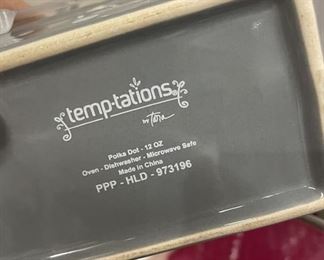 temp-tations
by Tara
Polka Dot - 12 OZ
Oven - Dishwasher - Microwave Safe
Made in China
PPP - HLD - 973196